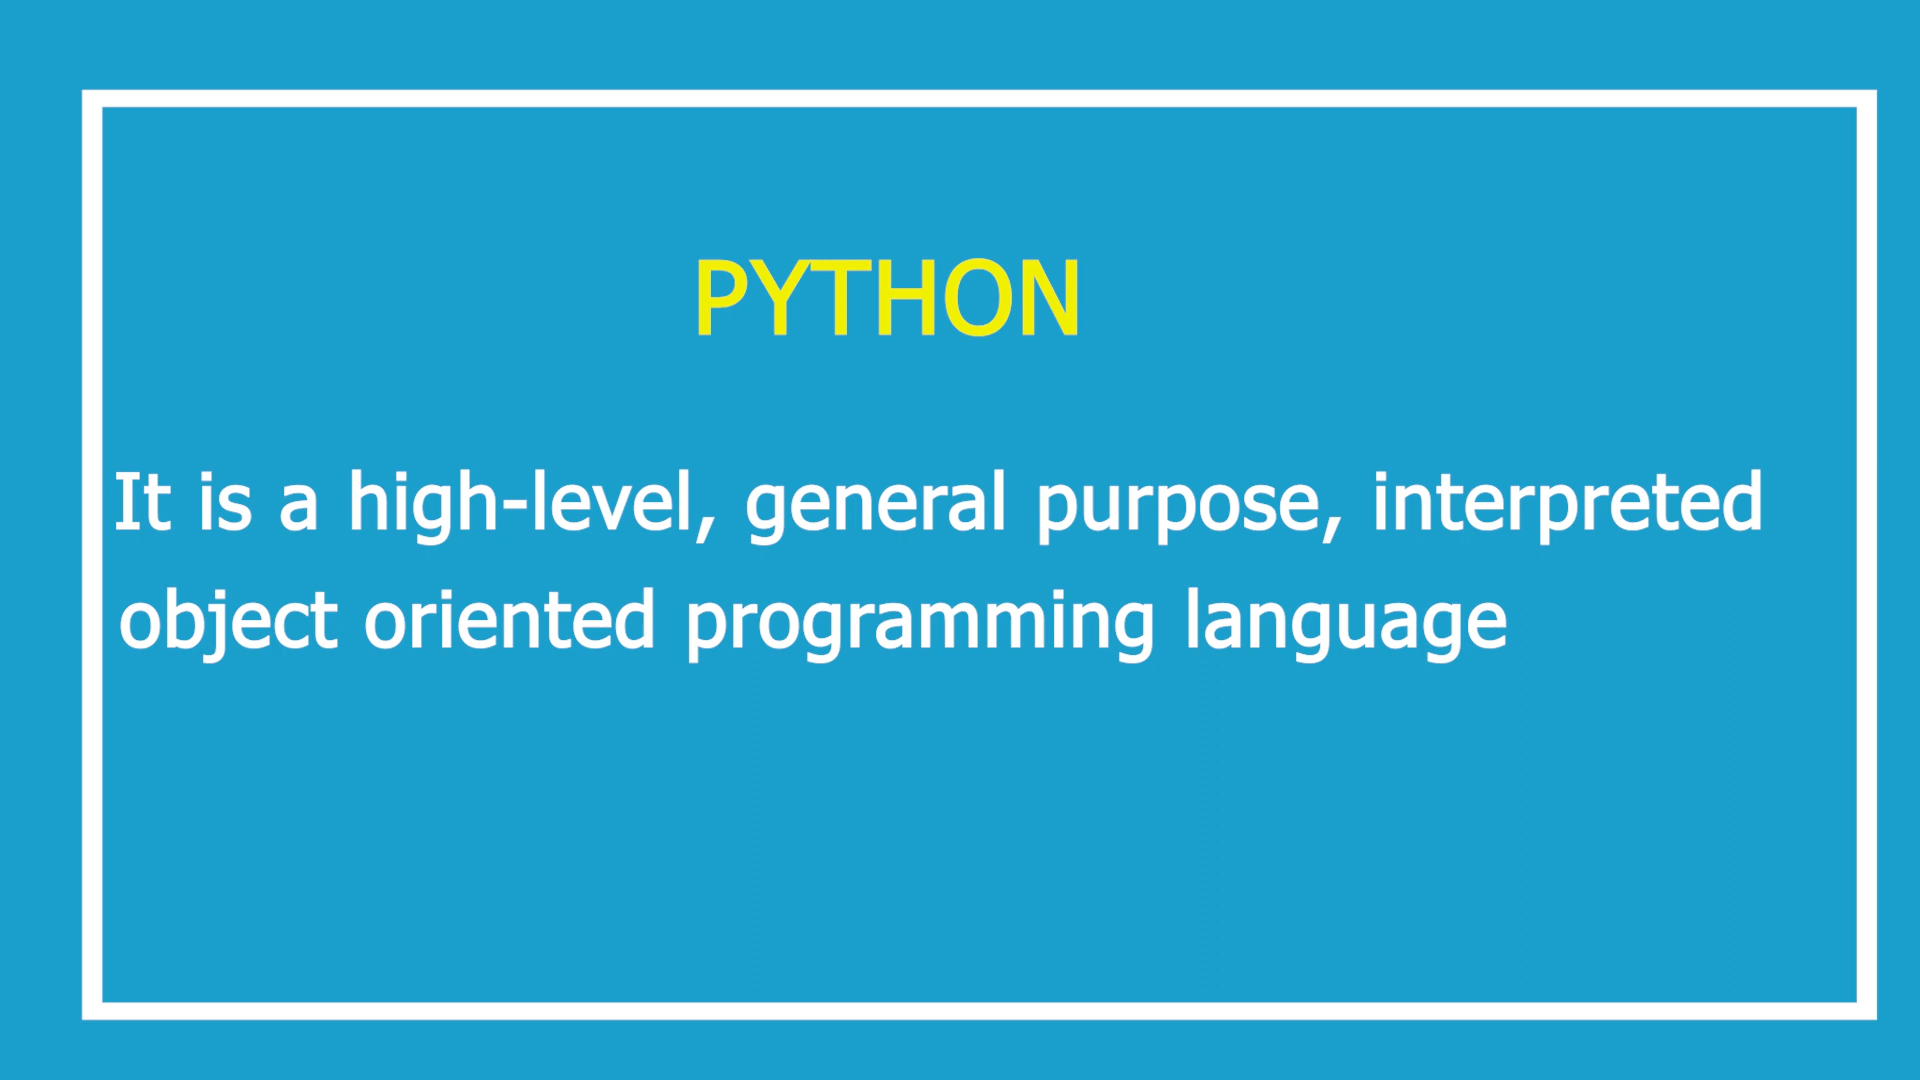 PYTHON
It is a high-level, general purpose, interpreted
object oriented programming language